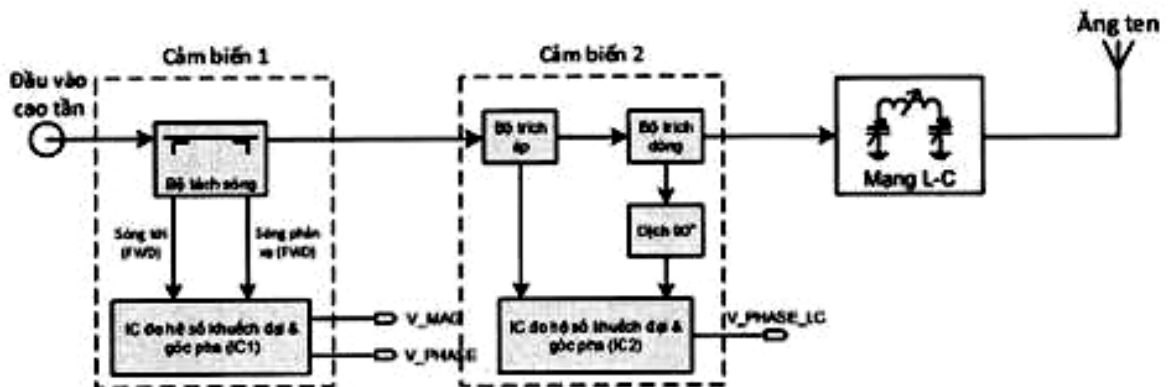 Ăng ten
Cảm biến 1
Cảm biến 2
Đầu vào
cao tần
Bộ tách sóng
Bộ trích
áp
Bộ trích
dòng
Mạng L-C
Sóng tới
(FWD)
Sóng phản
xạ (FWD)
Dịch 90°
IC đo hệ số khuếch đại &
góc pha (IC1)
V_MAG
V_PHASE
IC đo hệ số khuếch đại &
góc pha (IC2)
V_PHASE_LC